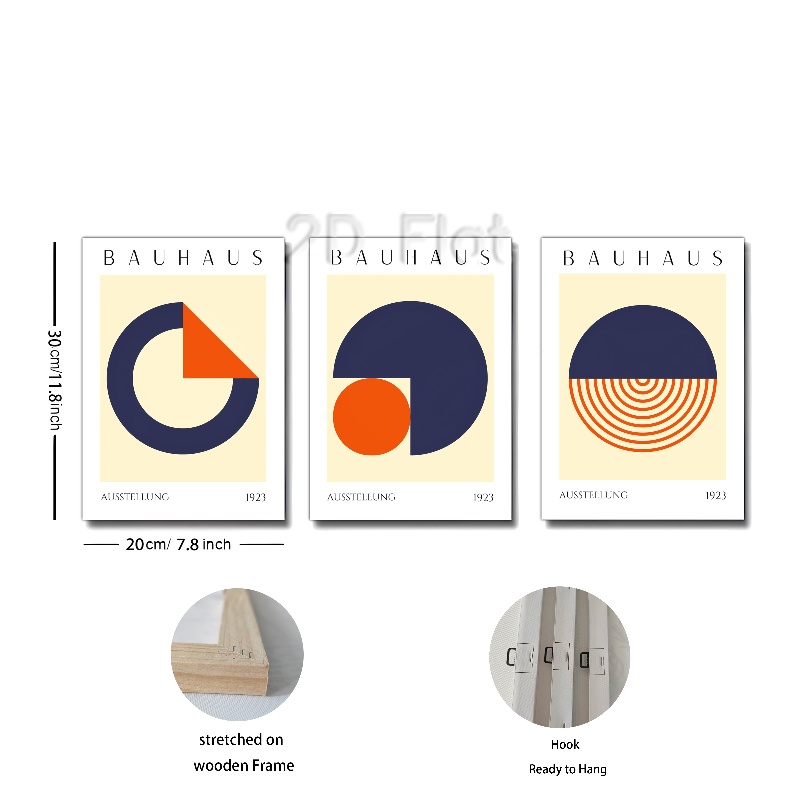 2D Flat
BAUHAUS
BAUHAUS
BAUHAUS
30cm/11.8inch
AUSSTELLUNG 1923
AUSSTELLUNG 1923
AUSSTELLUNG 1923
20cm/ 7.8 inch
stretched on
wooden Frame
Hook
Ready to Hang